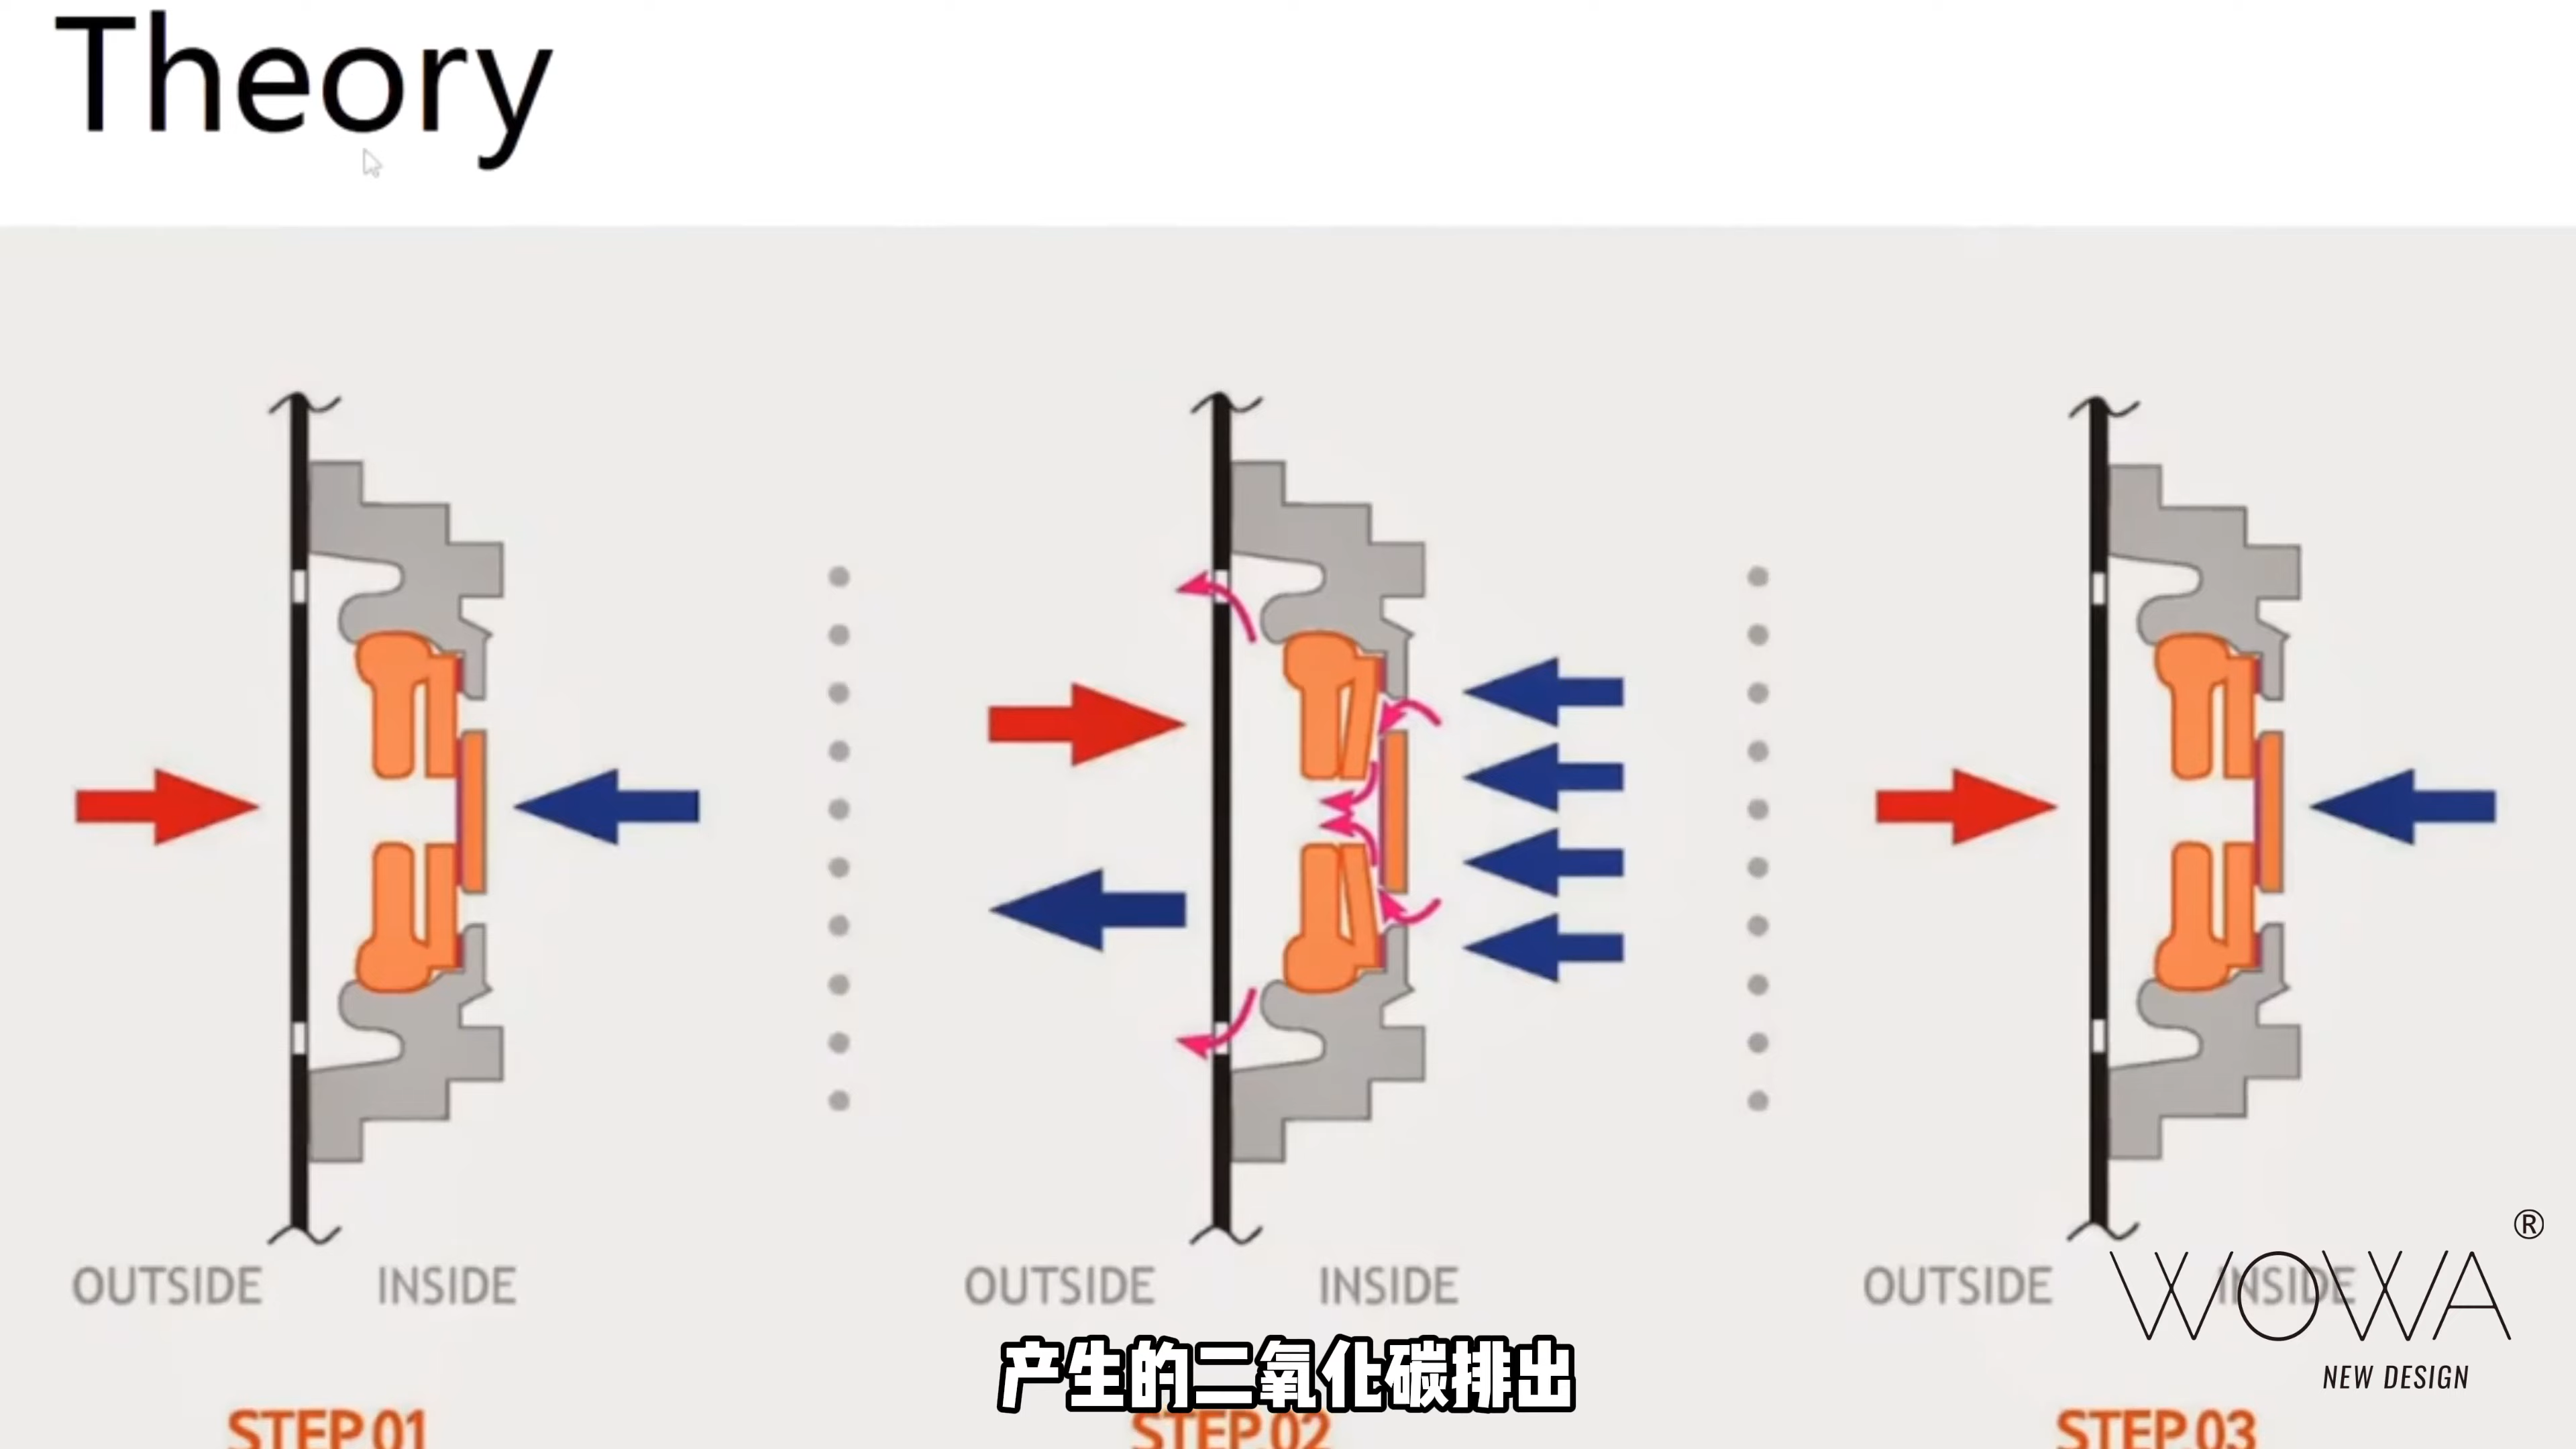 Theory
OUTSIDE INSIDE
OUTSIDE INSIDE
OUTSIDE INSIDE
®
WOWA
NEW DESIGN
产生的二氧化碳排出
STEP.01
STEP.02
STEP.03